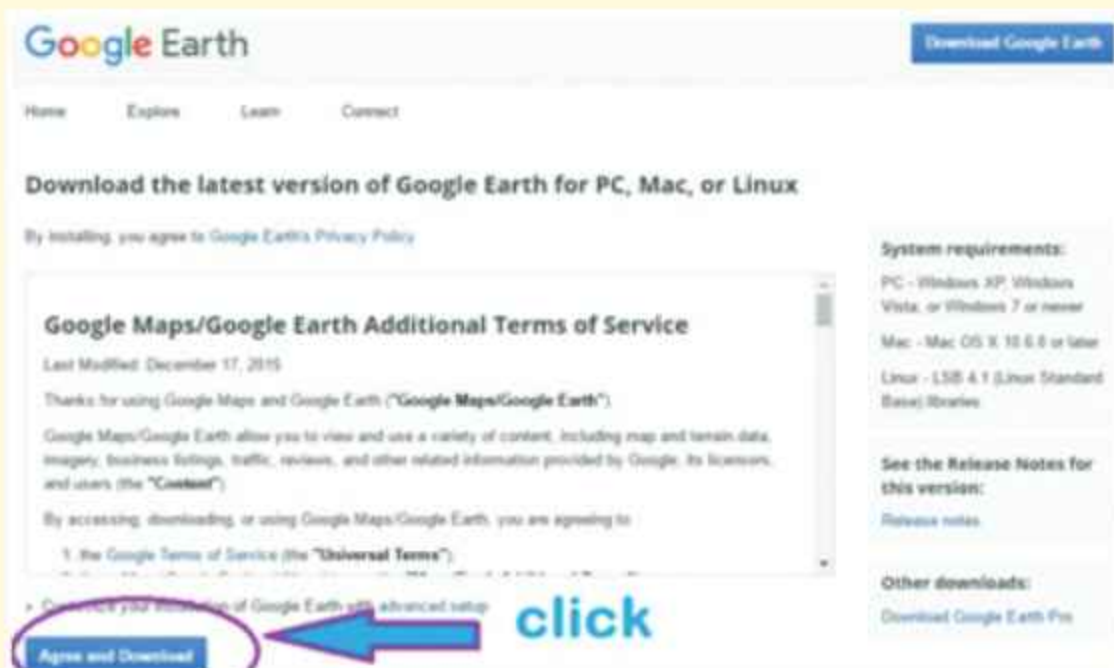 Google Earth
Download Google Earth
Home Explore Learn Connect
Download the latest version of Google Earth for PC, Mac, or Linux
By installing, you agree to Google Earth's Privacy Policy
Google Maps/Google Earth Additional Terms of Service
Last Modified: December 17, 2015
Thanks for using Google Maps and Google Earth ("Google Maps/Google Earth")
Google Maps/Google Earth allow you to view and use a variety of content, including map and terrain data,
imagery, business listings, traffic, reviews, and other related information provided by Google, its licensors,
and users (the "Content")
By accessing, downloading, or using Google Maps/Google Earth, you are agreeing to
1. the Google Terms of Service (the "Universal Terms")
Customize your installation of Google Earth with advanced setup
Agree and Download
click
System requirements:
PC - Windows XP, Windows
Vista, or Windows 7 or newer
Mac - Mac OS X 10.6.8 or later
Linux - LSB 4.1 (Linux Standard
Base) libraries
See the Release Notes for
this version:
Release notes
Other downloads:
Download Google Earth Pro